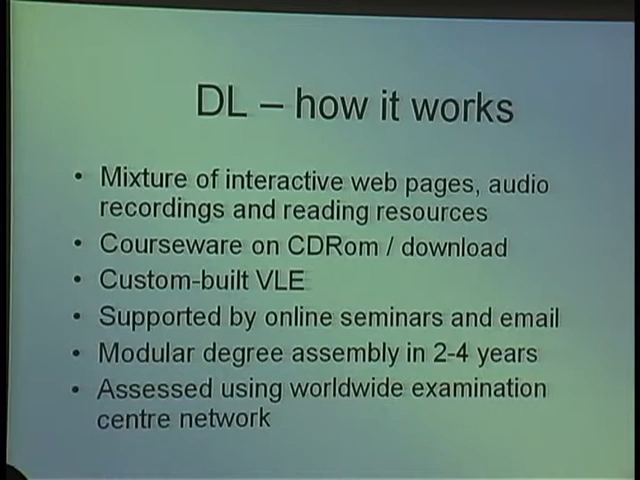 DL – how it works
• Mixture of interactive web pages, audio
recordings and reading resources
• Courseware on CDRom / download
• Custom-built VLE
• Supported by online seminars and email
• Modular degree assembly in 2-4 years
• Assessed using worldwide examination
centre network